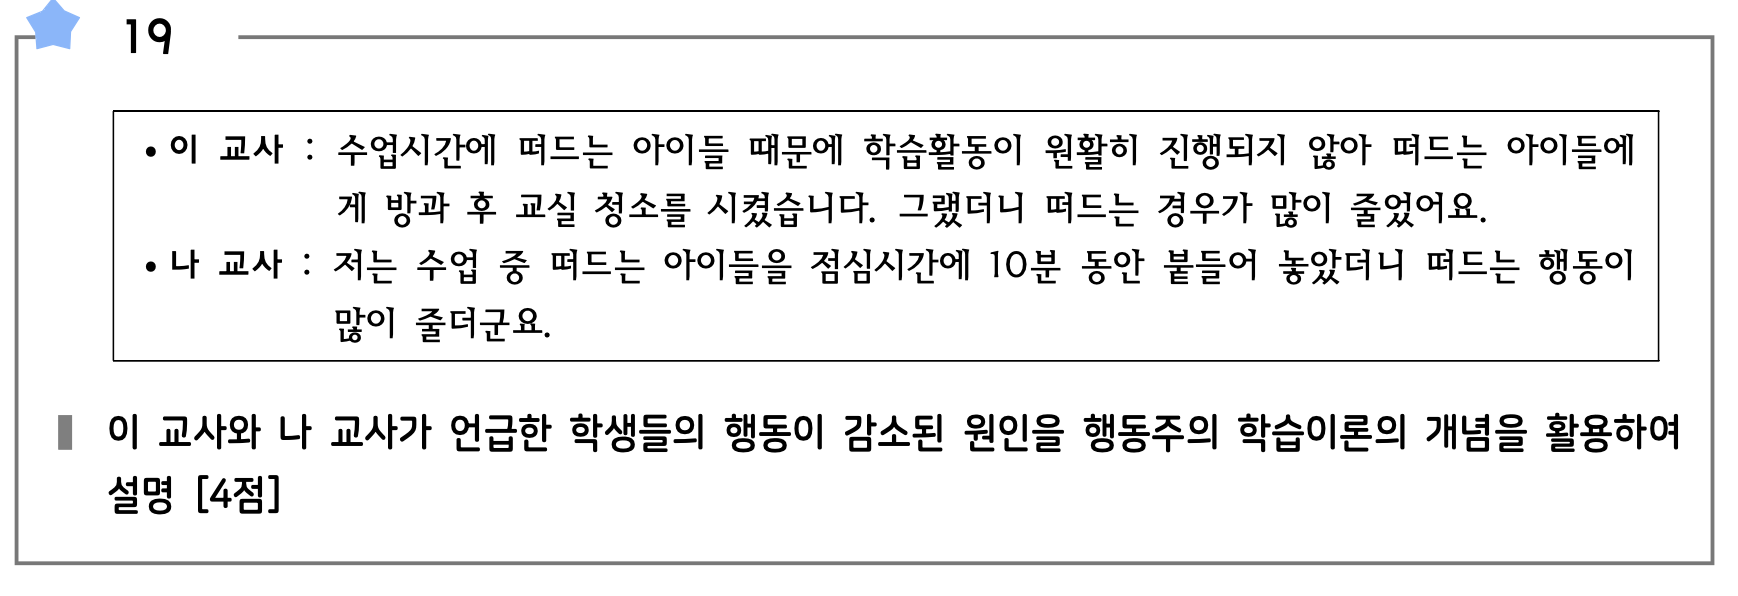 19
• 이 교사 : 수업시간에 떠드는 아이들 때문에 학습활동이 원활히 진행되지 않아 떠드는 아이들에
게 방과 후 교실 청소를 시켰습니다. 그랬더니 떠드는 경우가 많이 줄었어요.
• 나 교사 : 저는 수업 중 떠드는 아이들을 점심시간에 10분 동안 붙들어 놓았더니 떠드는 행동이
많이 줄더군요.
이 교사와 나 교사가 언급한 학생들의 행동이 감소된 원인을 행동주의 학습이론의 개념을 활용하여
설명 [4점]